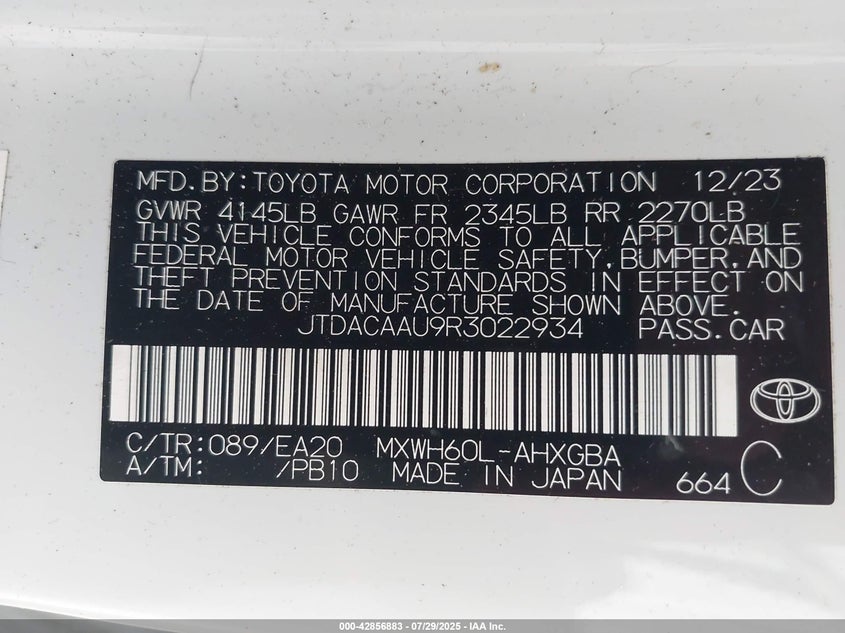 MFD.BY:TOYOTA MOTOR CORPORATION 12/23
GVWR 4145LB GAWR FR 2345LB RR 2270LB
THIS VEHICLE CONFORMS TO ALL APPLICABLE
FEDERAL MOTOR VEHICLE SAFETY,BUMPER,AND
THEFT PREVENTION STANDARDS IN EFFECT ON
THE DATE OF MANUFACTURE SHOWN ABOVE.
JTDACAAU9R3022934 PASS.CAR
C/TR:089/EA20 MXWH60L-AHXGBA
A/TM: /PB10 MADE IN JAPAN 664 C
000-42856883 / 07/29/2025 - IAA Inc.